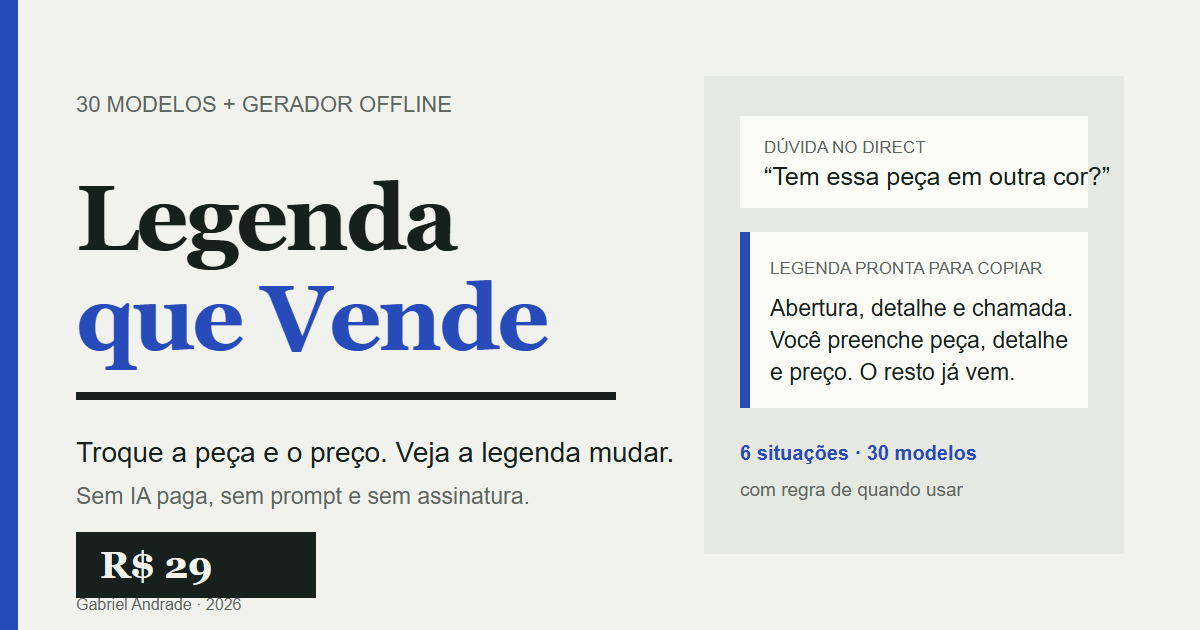 30 MODELOS + GERADOR OFFLINE
Legenda
que Vende
Troque a peça e o preço. Veja a legenda mudar.
Sem IA paga, sem prompt e sem assinatura.
R$ 29
Gabriel Andrade · 2026
DÚVIDA NO DIRECT
“Tem essa peça em outra cor?”
LEGENDA PRONTA PARA COPIAR
Abertura, detalhe e chamada.
Você preenche peça, detalhe
e preço. O resto já vem.
6 situações · 30 modelos
com regra de quando usar